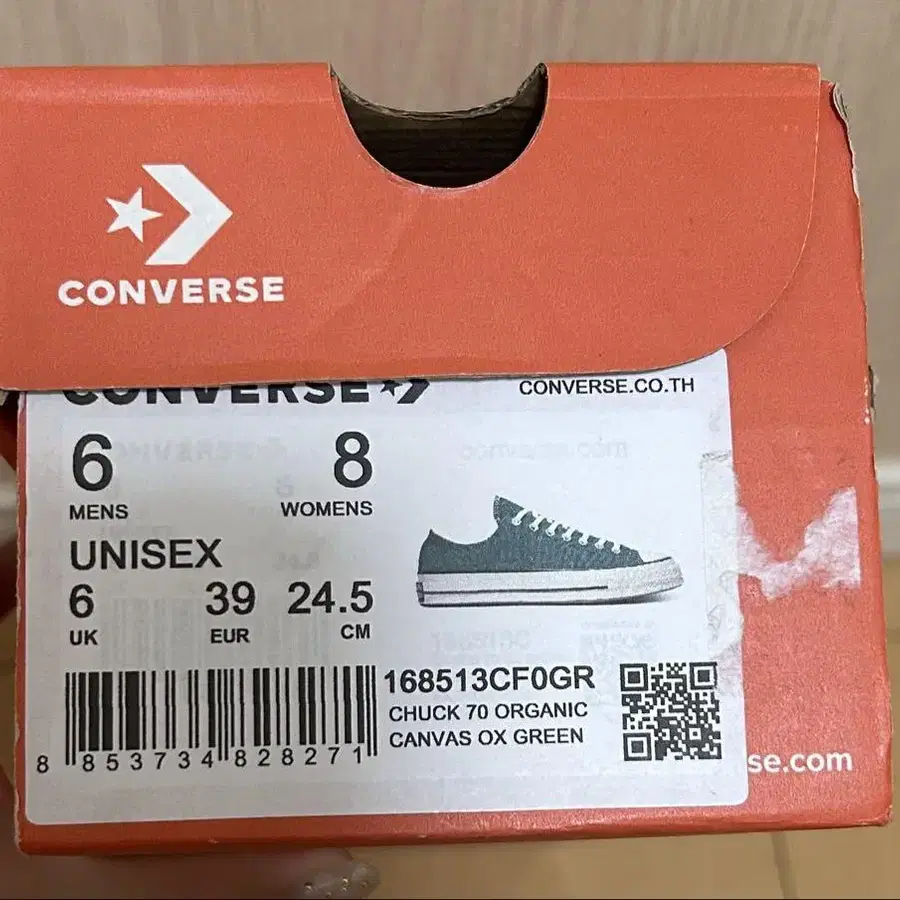 CONVERSE
CONVERSE
CONVERSE.CO.TH
6 8
MENS WOMENS
UNISEX
6 39 24.5
UK EUR CM
168513CF0GR
CHUCK 70 ORGANIC
CANVAS OX GREEN
8 853734 828271
se.com